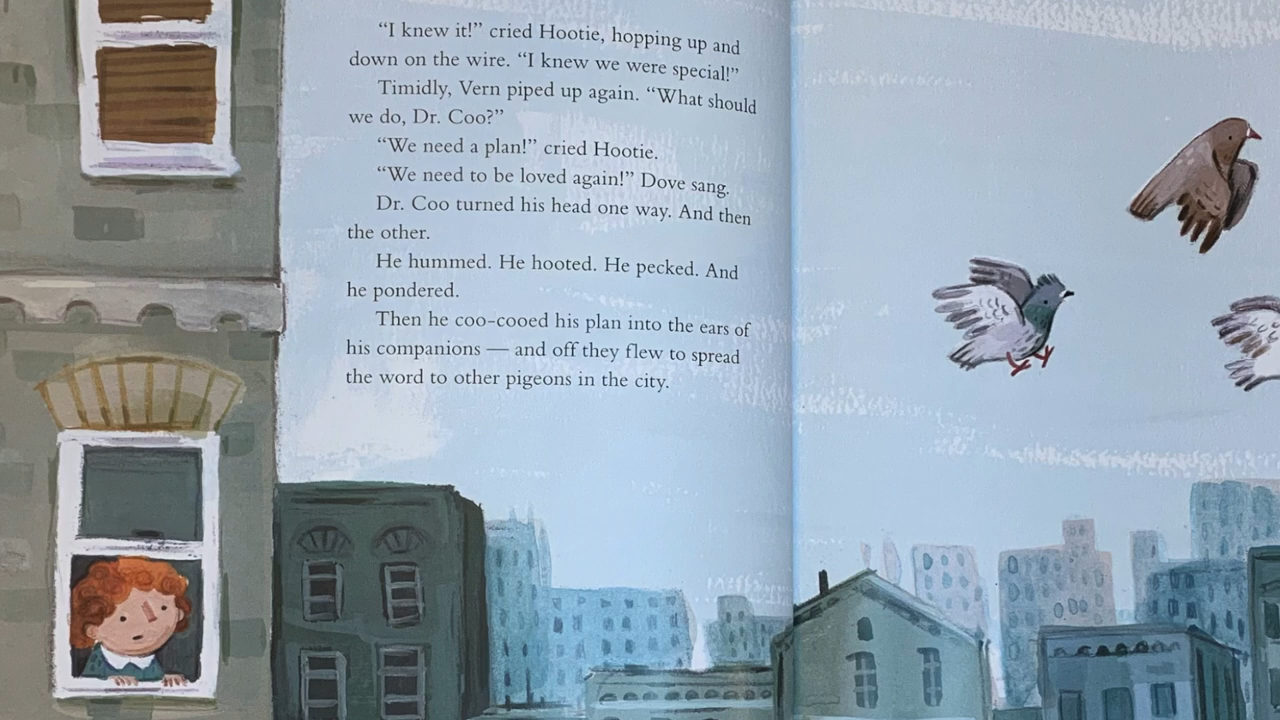 “I knew it!” cried Hootie, hopping up and
down on the wire. “I knew we were special!”
Timidly, Vern piped up again. “What should
we do, Dr. Coo?”
“We need a plan!” cried Hootie.
“We need to be loved again!” Dove sang.
Dr. Coo turned his head one way. And then
the other.
He hummed. He hooted. He pecked. And
he pondered.
Then he coo-cooed his plan into the ears of
his companions — and off they flew to spread
the word to other pigeons in the city.